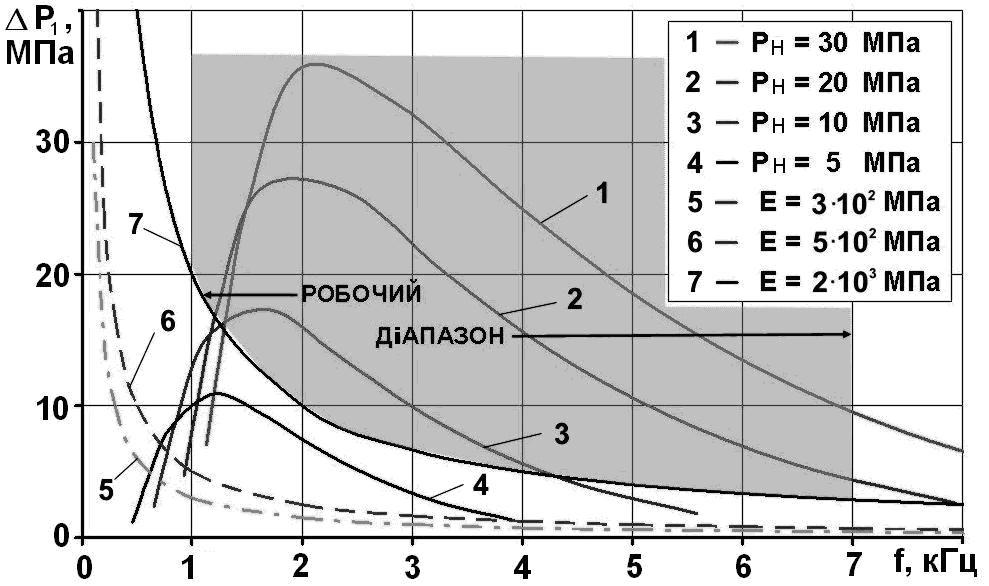 Δ P₁,
МПа
30
20
10
0
0 1 2 3 4 5 6 7 f, кГц
1 – Pн = 30 МПа
2 – Pн = 20 МПа
3 – Pн = 10 МПа
4 – Pн = 5 МПа
5 – E = 3·10² МПа
6 – E = 5·10² МПа
7 – E = 2·10³ МПа
1
7
РОБОЧИЙ
2
6
ДіАПАЗОН
3
5
4